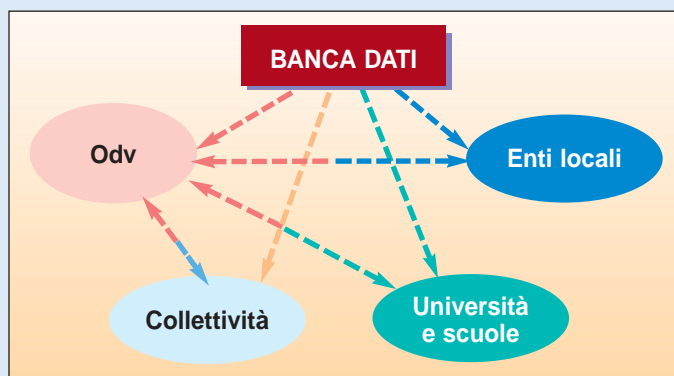 BANCA DATI
Odv
Enti locali
Collettività
Università
e scuole